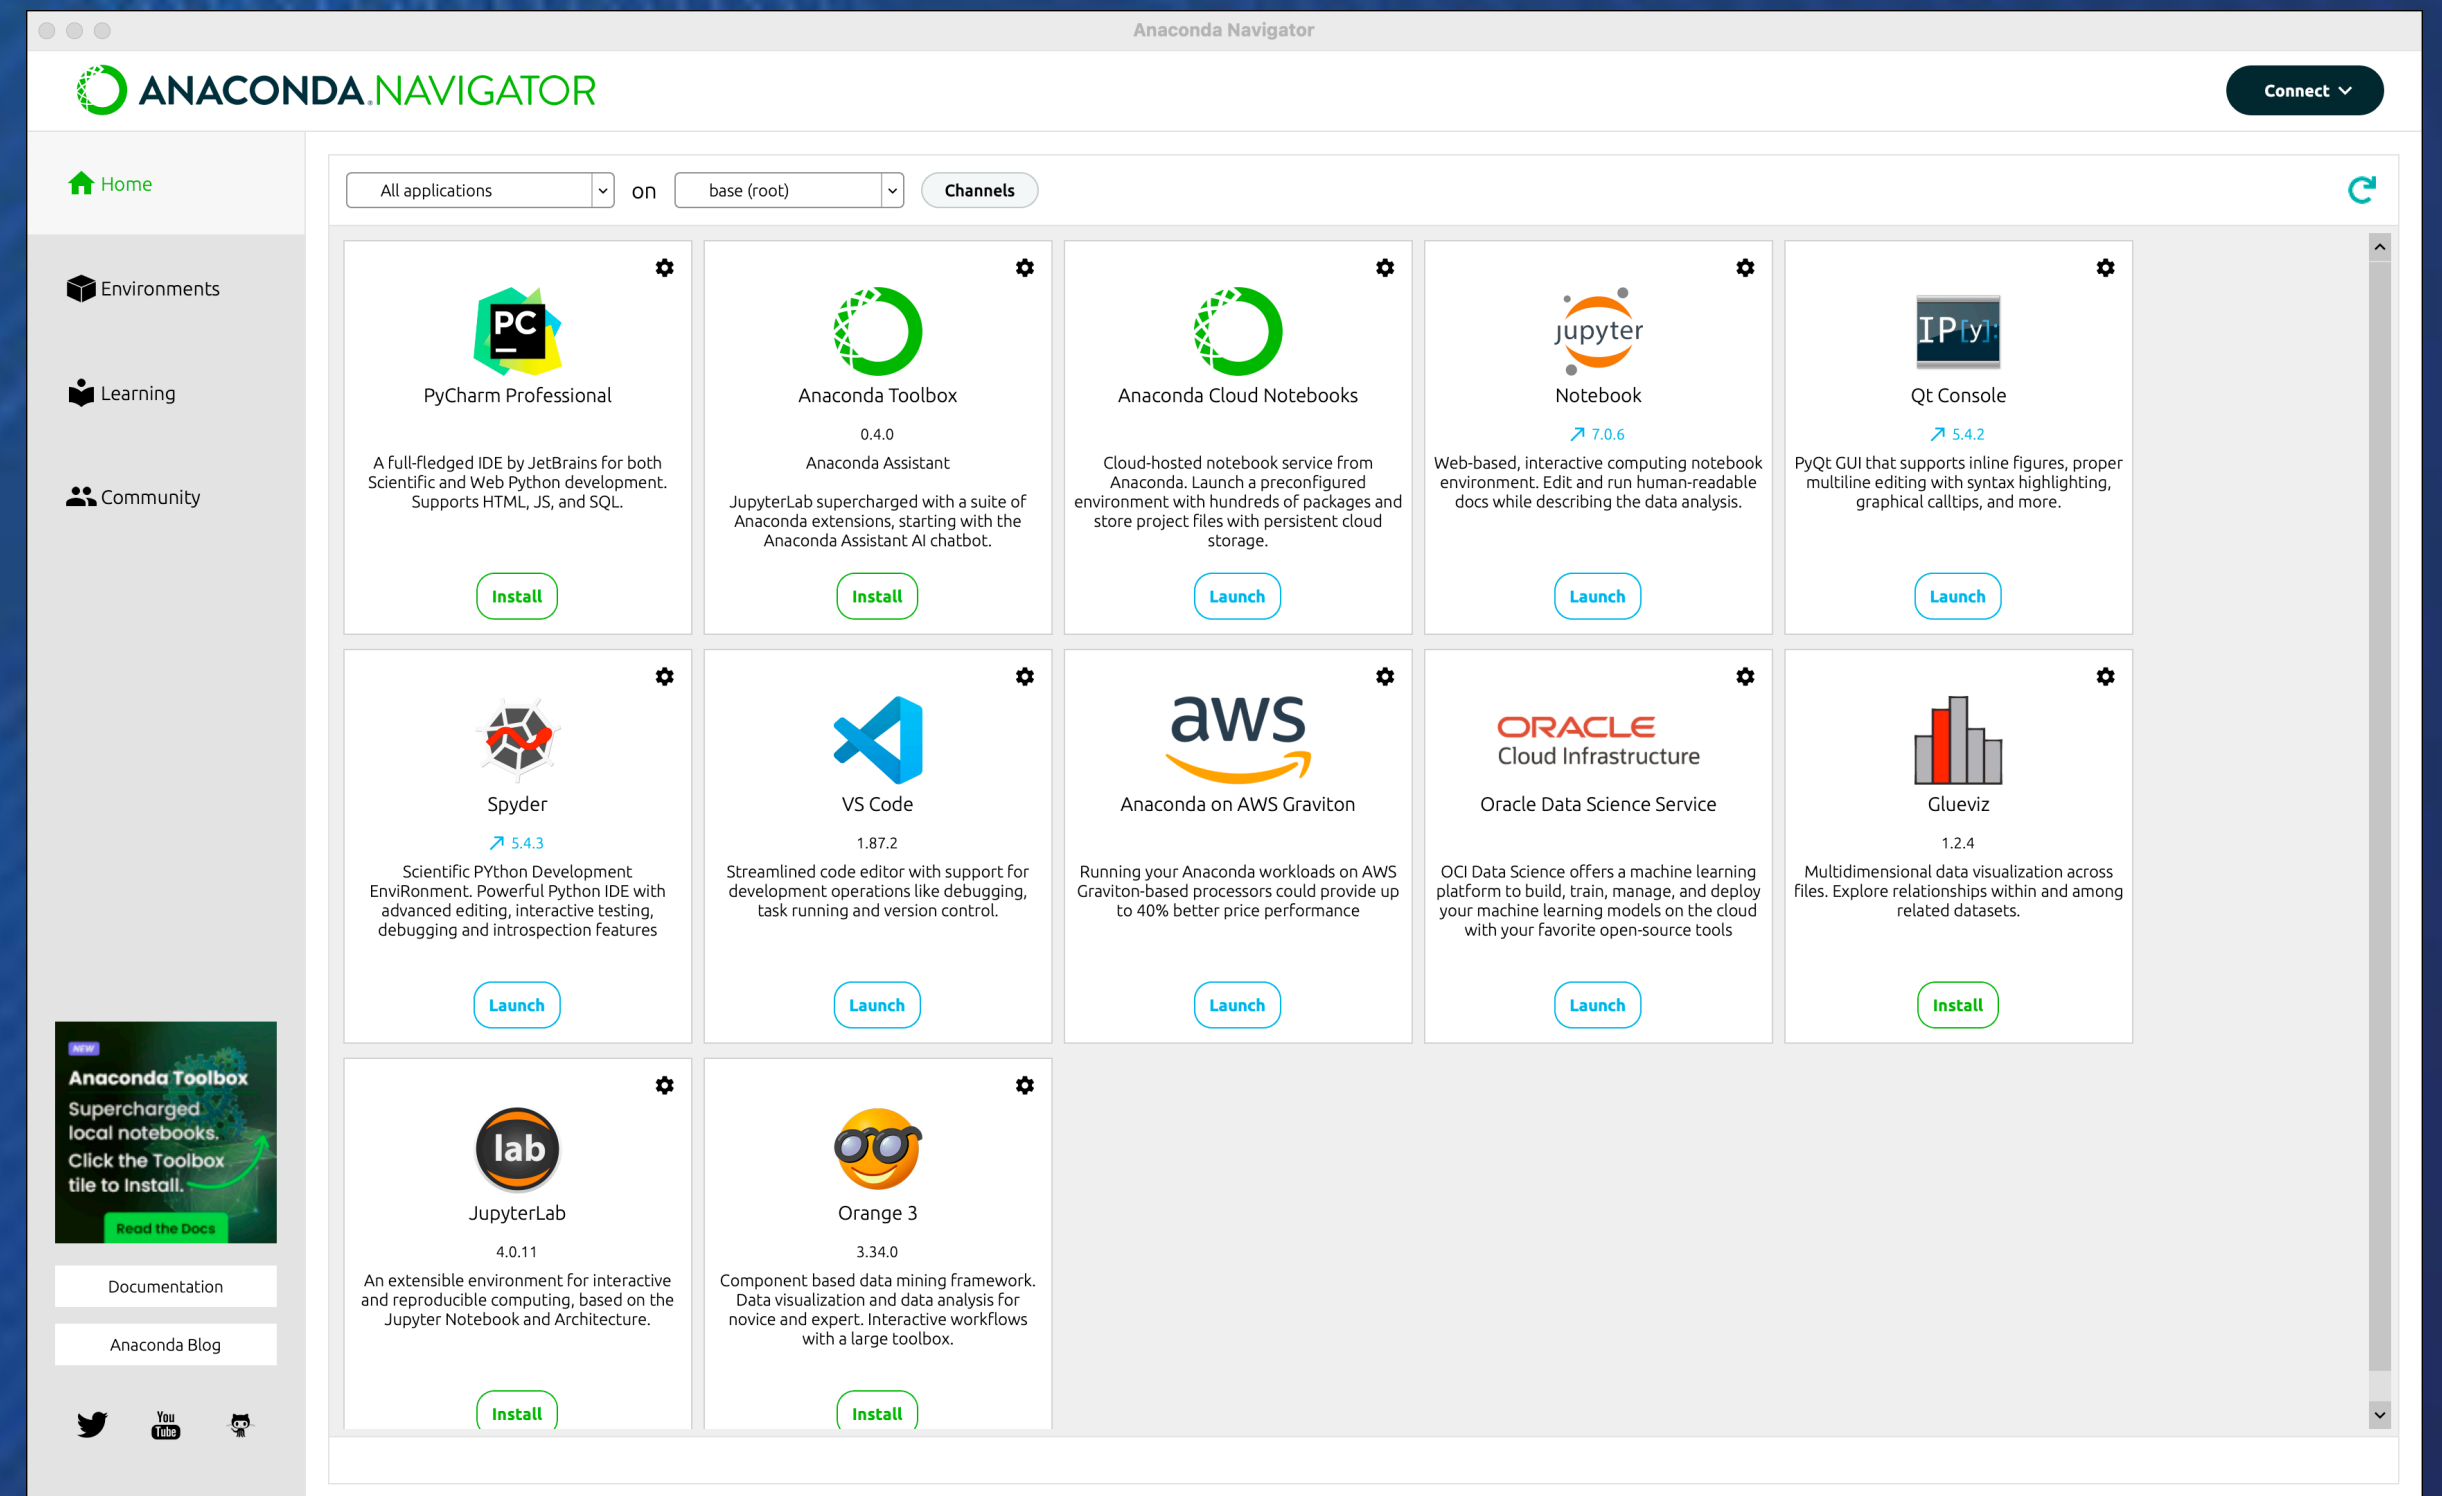 Anaconda Navigator
ANACONDA.NAVIGATOR
Connect
Home
Environments
Learning
Community
All applications on base (root) Channels
PC
PyCharm Professional
A full-fledged IDE by JetBrains for both
Scientific and Web Python development.
Supports HTML, JS, and SQL.
Install
Anaconda Toolbox
0.4.0
Anaconda Assistant
JupyterLab supercharged with a suite of
Anaconda extensions, starting with the
Anaconda Assistant AI chatbot.
Install
Anaconda Cloud Notebooks
Cloud-hosted notebook service from
Anaconda. Launch a preconfigured
environment with hundreds of packages and
store project files with persistent cloud
storage.
Launch
jupyter
Notebook
7.0.6
Web-based, interactive computing notebook
environment. Edit and run human-readable
docs while describing the data analysis.
Launch
IP[y]:
Qt Console
5.4.2
PyQt GUI that supports inline figures, proper
multiline editing with syntax highlighting,
graphical calltips, and more.
Launch
Spyder
5.4.3
Scientific PYthon Development
EnviRonment. Powerful Python IDE with
advanced editing, interactive testing,
debugging and introspection features
Launch
VS Code
1.87.2
Streamlined code editor with support for
development operations like debugging,
task running and version control.
Launch
aws
Anaconda on AWS Graviton
Running your Anaconda workloads on AWS
Graviton-based processors could provide up
to 40% better price performance
Launch
ORACLE
Cloud Infrastructure
Oracle Data Science Service
OCI Data Science offers a machine learning
platform to build, train, manage, and deploy
your machine learning models on the cloud
with your favorite open-source tools
Launch
Glueviz
1.2.4
Multidimensional data visualization across
files. Explore relationships within and among
related datasets.
Install
lab
JupyterLab
4.0.11
An extensible environment for interactive
and reproducible computing, based on the
Jupyter Notebook and Architecture.
Install
Orange 3
3.34.0
Component based data mining framework.
Data visualization and data analysis for
novice and expert. Interactive workflows
with a large toolbox.
Install
NEW
Anaconda Toolbox
Supercharged
local notebooks.
Click the Toolbox
tile to Install.
Read the Docs
Documentation
Anaconda Blog
You
Tube